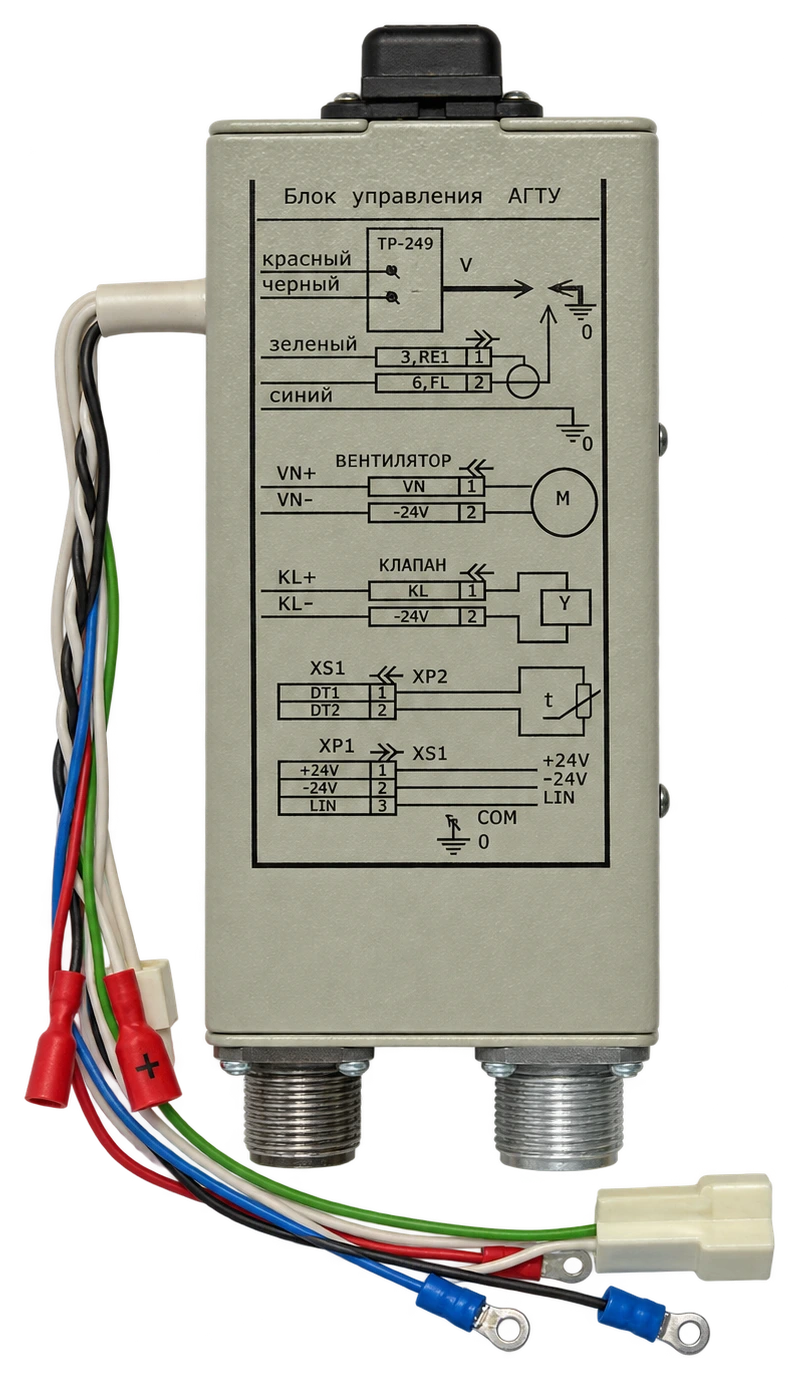 Блок управления АГТУ
ТР-249
красный
V
черный
0
зеленый
3,RE1 1
6,FL 2
синий
0
ВЕНТИЛЯТОР
VN+
VN 1
M
VN–
-24V 2
КЛАПАН
KL+
KL 1
Y
KL–
-24V 2
XS1
XP2
DT1 1
t
DT2 2
XP1
XS1
+24V 1
+24V
-24V 2
–24V
LIN 3
LIN
COM
0
+